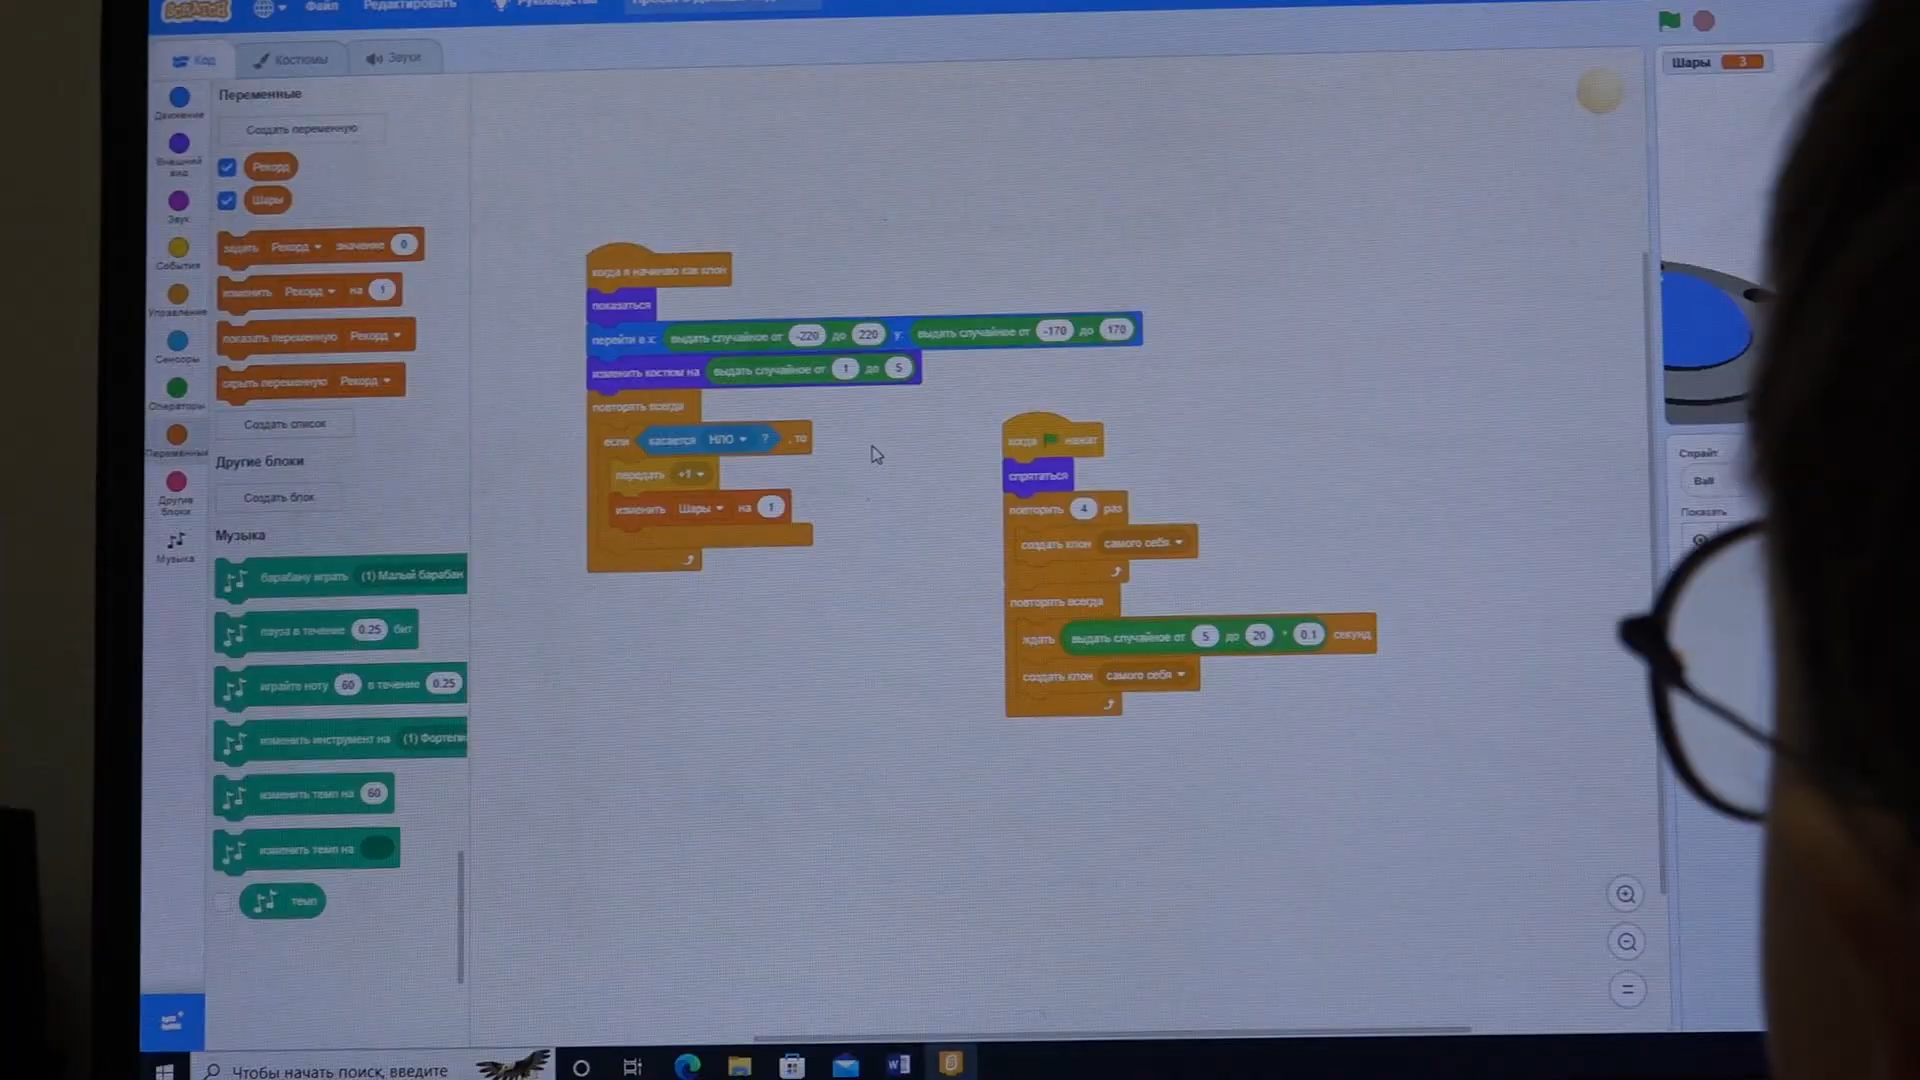 SCRATCH
Файл
Редактировать
Руководства
Код
Костюмы
Звуки
Шары 3
Движение
Внешний
вид
Звук
События
Управление
Сенсоры
Операторы
Переменные
Другие
блоки
Музыка
Переменные
Создать переменную
Рекорд
Шары
задать Рекорд значение 0
изменить Рекорд на 1
показать переменную Рекорд
скрыть переменную Рекорд
Создать список
Другие блоки
Создать блок
Музыка
барабану играть (1) Малый барабан
пауза в течение 0.25 бит
играйте ноту 60 в течение 0.25
изменить инструмент на (1)
изменить темп на 60
изменить темп на
темп
когда я начинаю как клон
показаться
перейти в x: выдать случайное от -220 до 220 y: выдать случайное от -170 до 170
изменить костюм на выдать случайное от 1 до 5
повторять всегда
если касается НЛО ? , то
передать +1
изменить Шары на 1
когда нажат
спрятаться
повторить 4 раз
создать клон самого себя
повторять всегда
ждать выдать случайное от 5 до 20 * 0.1 секунд
создать клон самого себя
Спрайт
Ball
Показать
Чтобы начать поиск, введите